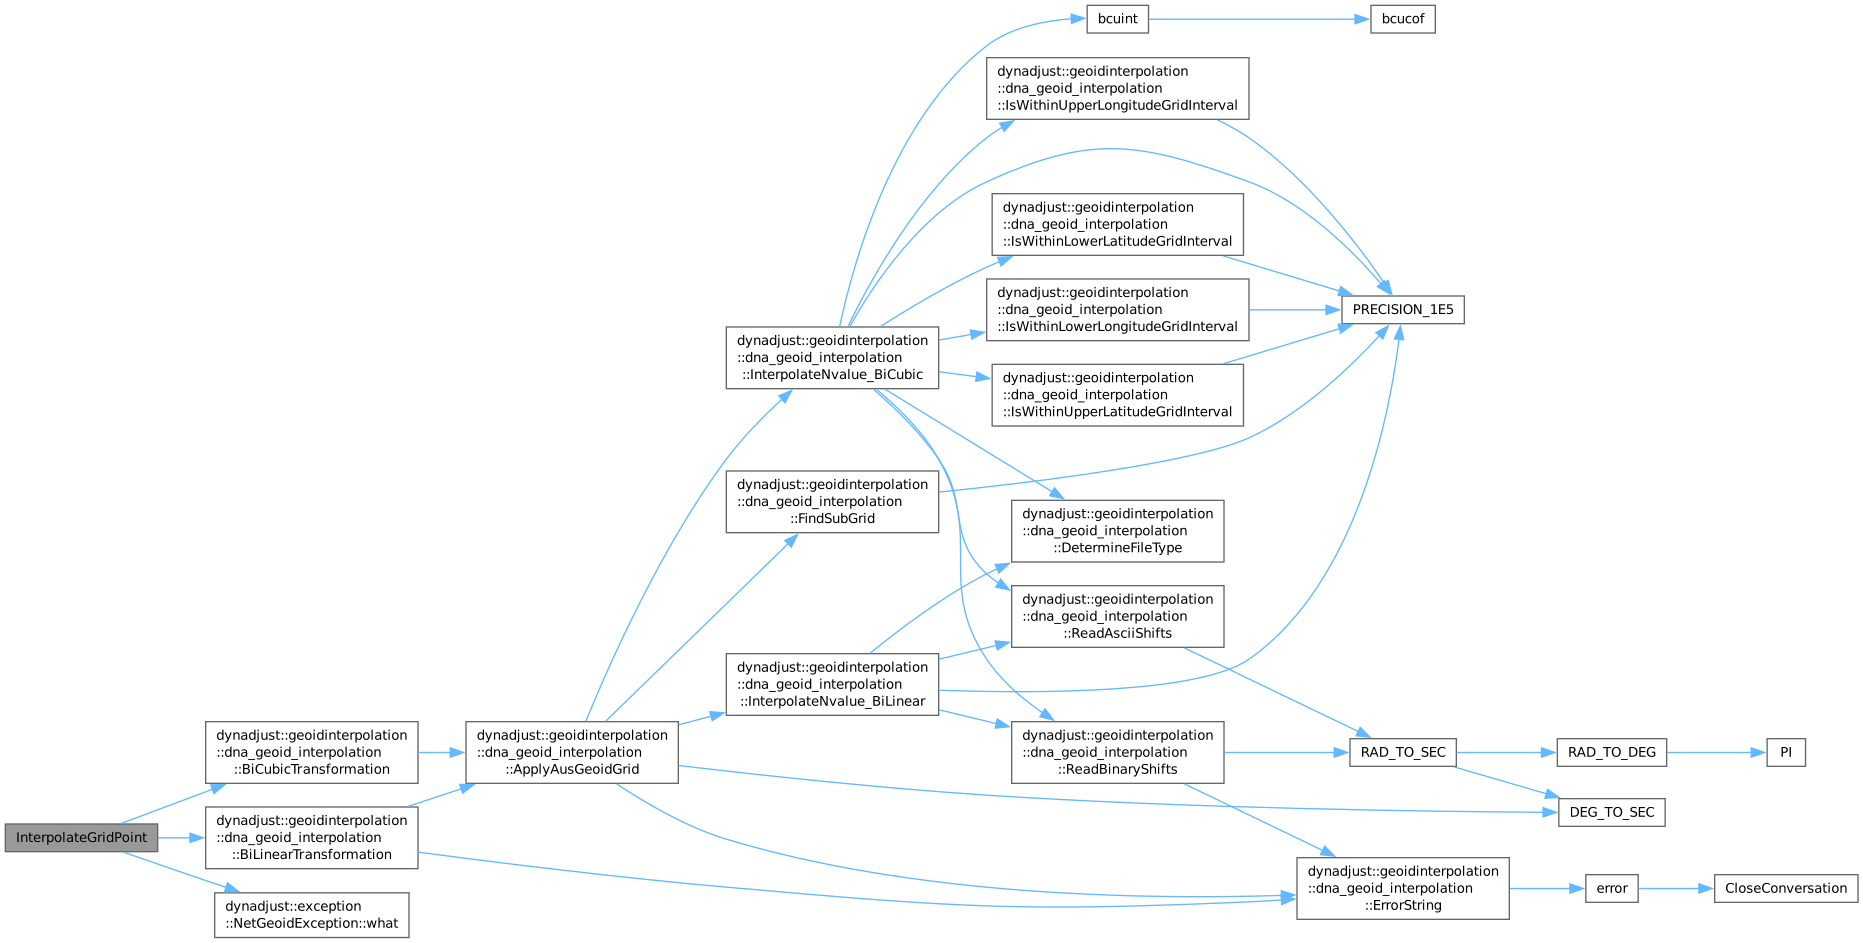 bcuint
bcucof
dynadjust::geoidinterpolation
::dna_geoid_interpolation
::IsWithinUpperLongitudeGridInterval
dynadjust::geoidinterpolation
::dna_geoid_interpolation
::IsWithinLowerLatitudeGridInterval
dynadjust::geoidinterpolation
::dna_geoid_interpolation
::IsWithinLowerLongitudeGridInterval
PRECISION_1E5
dynadjust::geoidinterpolation
::dna_geoid_interpolation
::InterpolateNvalue_BiCubic
dynadjust::geoidinterpolation
::dna_geoid_interpolation
::IsWithinUpperLatitudeGridInterval
dynadjust::geoidinterpolation
::dna_geoid_interpolation
::FindSubGrid
dynadjust::geoidinterpolation
::dna_geoid_interpolation
::DetermineFileType
dynadjust::geoidinterpolation
::dna_geoid_interpolation
::ReadAsciiShifts
dynadjust::geoidinterpolation
::dna_geoid_interpolation
::InterpolateNvalue_BiLinear
dynadjust::geoidinterpolation
::dna_geoid_interpolation
::BiCubicTransformation
dynadjust::geoidinterpolation
::dna_geoid_interpolation
::ApplyAusGeoidGrid
dynadjust::geoidinterpolation
::dna_geoid_interpolation
::ReadBinaryShifts
RAD_TO_SEC
RAD_TO_DEG
PI
DEG_TO_SEC
InterpolateGridPoint
dynadjust::geoidinterpolation
::dna_geoid_interpolation
::BiLinearTransformation
dynadjust::geoidinterpolation
::dna_geoid_interpolation
::ErrorString
error
CloseConversation
dynadjust::exception
::NetGeoidException::what